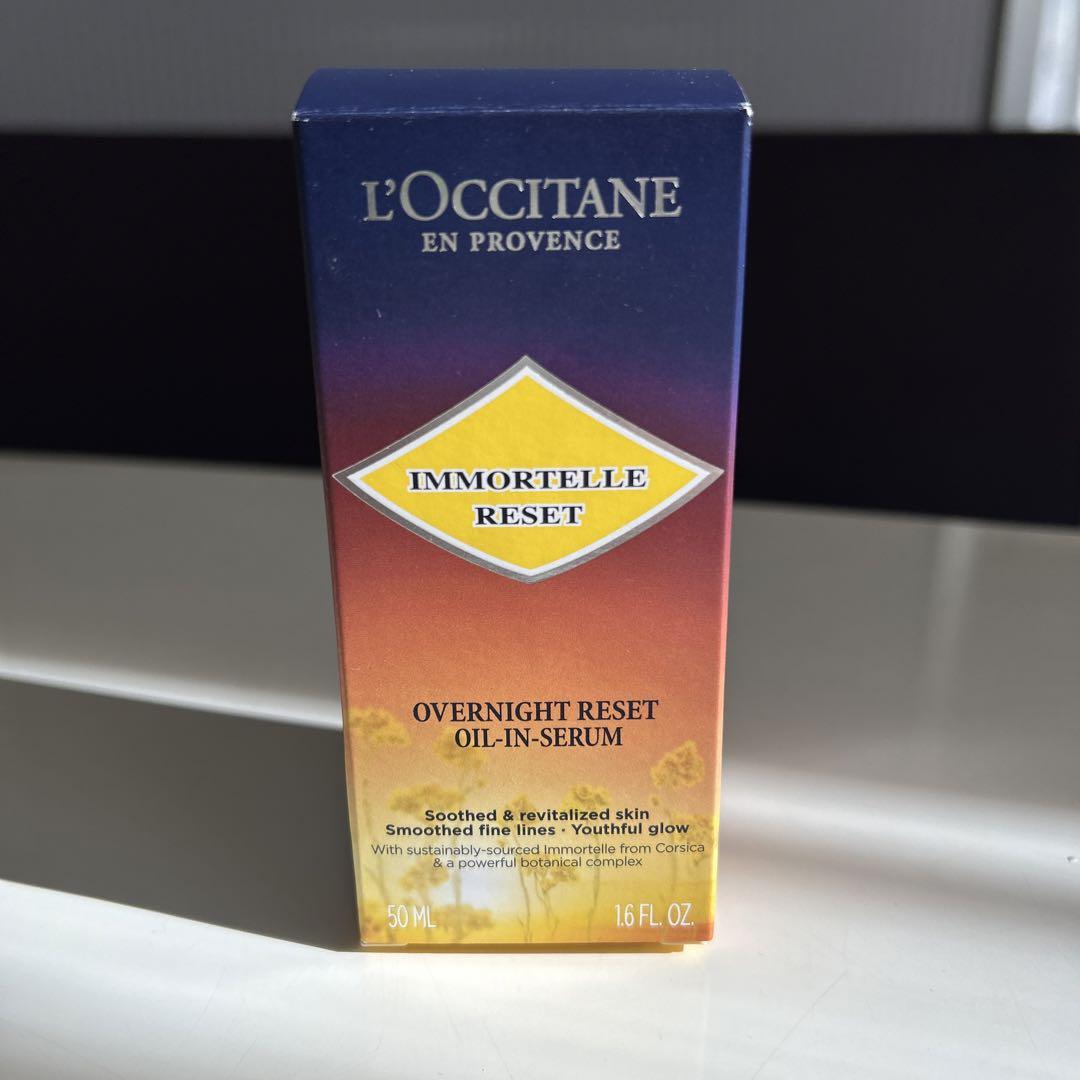 L'OCCITANE
EN PROVENCE
IMMORTELLE
RESET
OVERNIGHT RESET
OIL-IN-SERUM
Soothed & revitalized skin
Smoothed fine lines · Youthful glow
With sustainably-sourced Immortelle from Corsica
& a powerful botanical complex
50 ML 1.6 FL. OZ.